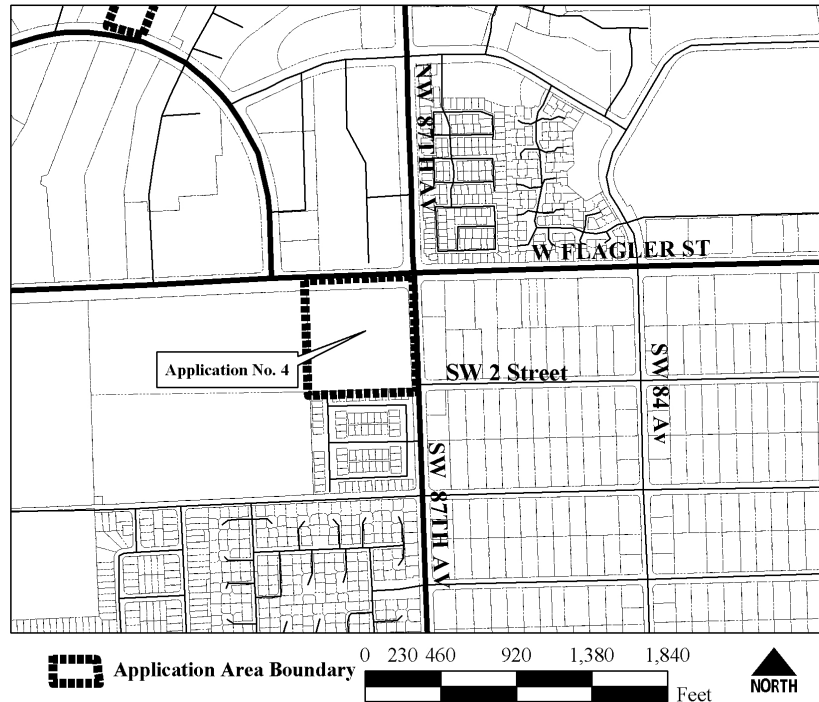 NW 87TH AV
W FLAGLER ST
Application No. 4
SW 2 Street
SW 84 Av
SW 87TH AV
Application Area Boundary
0 230 460 920 1,380 1,840
Feet
NORTH